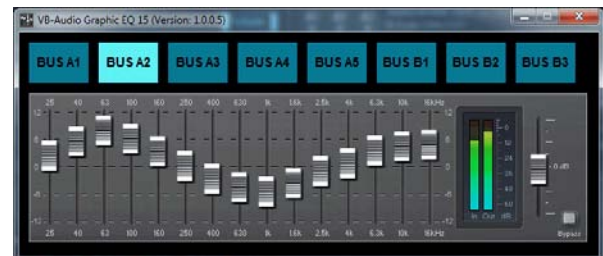 VB-Audio Graphic EQ 15 (Version: 1.0.0.5)
BUS A1 BUS A2 BUS A3 BUS A4 BUS A5 BUS B1 BUS B2 BUS B3
25 40 63 100 160 250 400 630 1k 1.6k 2.5k 4k 6.3k 10k 16kHz
12 12
6 6
0 0
-6 -6
-12 -12
25 40 63 100 160 250 400 630 1k 1.6k 2.5k 4k 6.3k 10k 16kHz
0
12
24
In Out dB
0 dB
Bypass